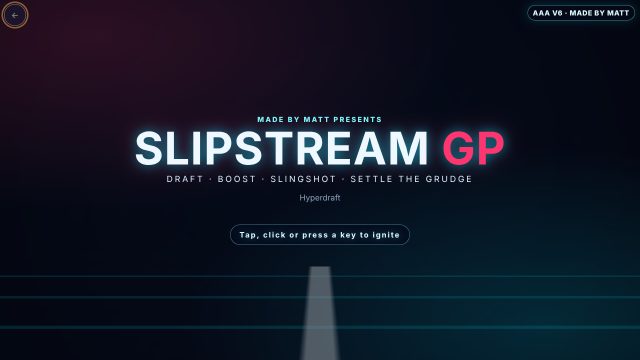 ←
AAA V6 · MADE BY MATT
MADE BY MATT PRESENTS
SLIPSTREAM GP
DRAFT · BOOST · SLINGSHOT · SETTLE THE GRUDGE
Hyperdraft
Tap, click or press a key to ignite